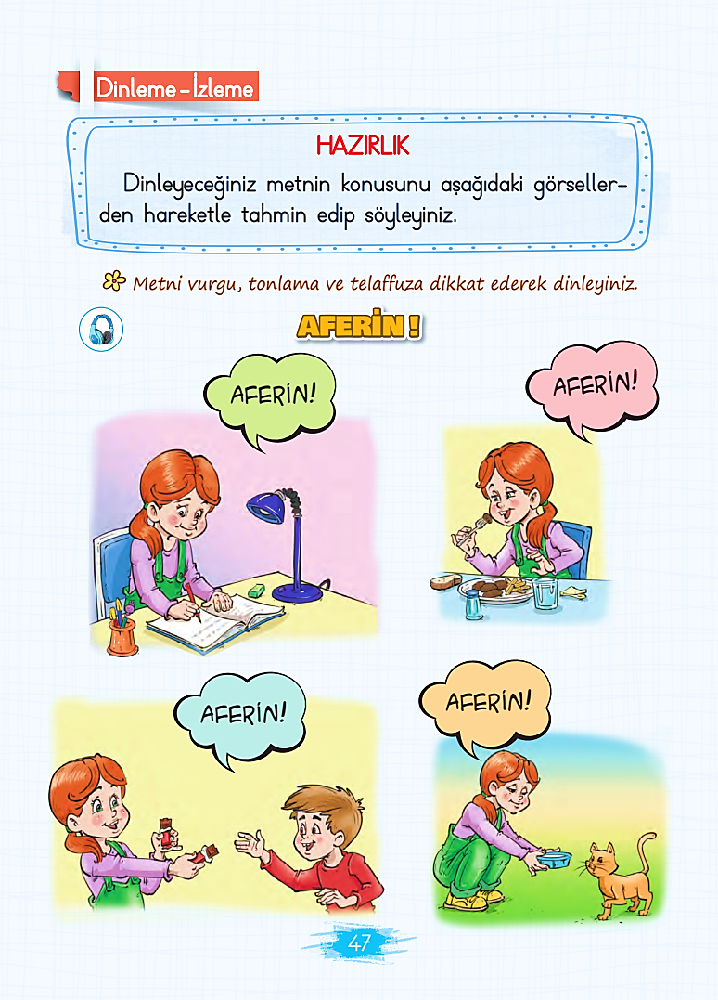 Dinleme - İzleme
HAZIRLIK
Dinleyeceğiniz metnin konusunu aşağıdaki görseller-
den hareketle tahmin edip söyleyiniz.
Metni vurgu, tonlama ve telaffuza dikkat ederek dinleyiniz.
AFERİN !
AFERİN!
AFERİN!
AFERİN!
AFERİN!
47